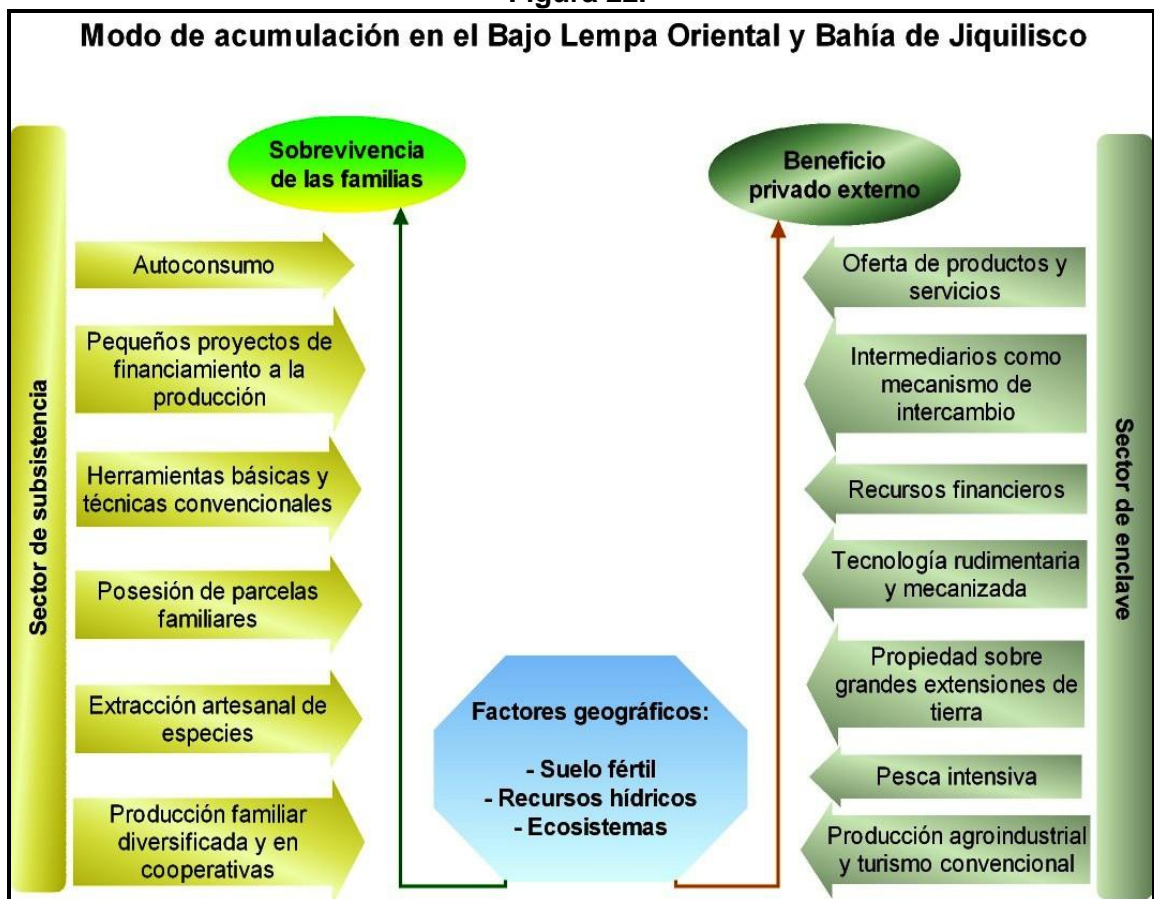 Figura 22.
Modo de acumulación en el Bajo Lempa Oriental y Bahía de Jiquilisco
Sector de subsistencia
Sobrevivencia
de las familias
Autoconsumo
Pequeños proyectos de
financiamiento a la
producción
Herramientas básicas y
técnicas convencionales
Posesión de parcelas
familiares
Extracción artesanal de
especies
Producción familiar
diversificada y en
cooperativas
Factores geográficos:
- Suelo fértil
- Recursos hídricos
- Ecosistemas
Beneficio
privado externo
Oferta de productos y
servicios
Intermediarios como
mecanismo de
intercambio
Recursos financieros
Tecnología rudimentaria
y mecanizada
Propiedad sobre
grandes extensiones de
tierra
Pesca intensiva
Producción agroindustrial
y turismo convencional
Sector de enclave